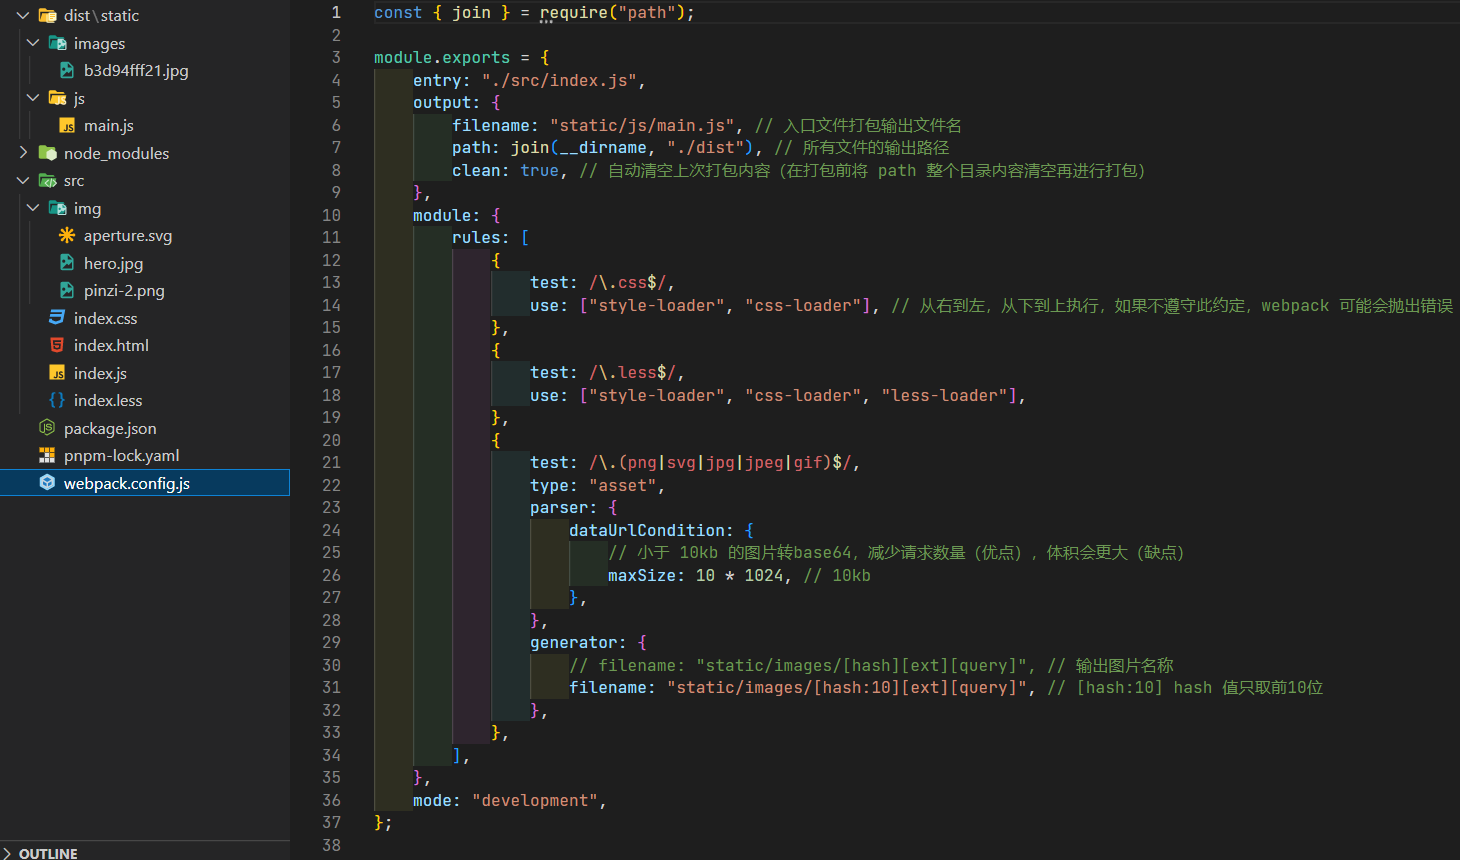 dist\static
images
b3d94fff21.jpg
js
main.js
node_modules
src
img
aperture.svg
hero.jpg
pinzi-2.png
index.css
index.html
index.js
index.less
package.json
pnpm-lock.yaml
webpack.config.js
OUTLINE
1 const { join } = require("path");
2
3 module.exports = {
4 entry: "./src/index.js",
5 output: {
6 filename: "static/js/main.js", // 入口文件打包输出文件名
7 path: join(__dirname, "./dist"), // 所有文件的输出路径
8 clean: true, // 自动清空上次打包内容（在打包前将 path 整个目录内容清空再进行打包）
9 },
10 module: {
11 rules: [
12 {
13 test: /\.css$/,
14 use: ["style-loader", "css-loader"], // 从右到左，从下到上执行，如果不遵守此约定，webpack 可能会抛出错误
15 },
16 {
17 test: /\.less$/,
18 use: ["style-loader", "css-loader", "less-loader"],
19 },
20 {
21 test: /\.(png|svg|jpg|jpeg|gif)$/,
22 type: "asset",
23 parser: {
24 dataUrlCondition: {
25 // 小于 10kb 的图片转base64，减少请求数量（优点），体积会更大（缺点）
26 maxSize: 10 * 1024, // 10kb
27 },
28 },
29 generator: {
30 // filename: "static/images/[hash][ext][query]", // 输出图片名称
31 filename: "static/images/[hash:10][ext][query]", // [hash:10] hash 值只取前10位
32 },
33 },
34 ],
35 },
36 mode: "development",
37 };
38